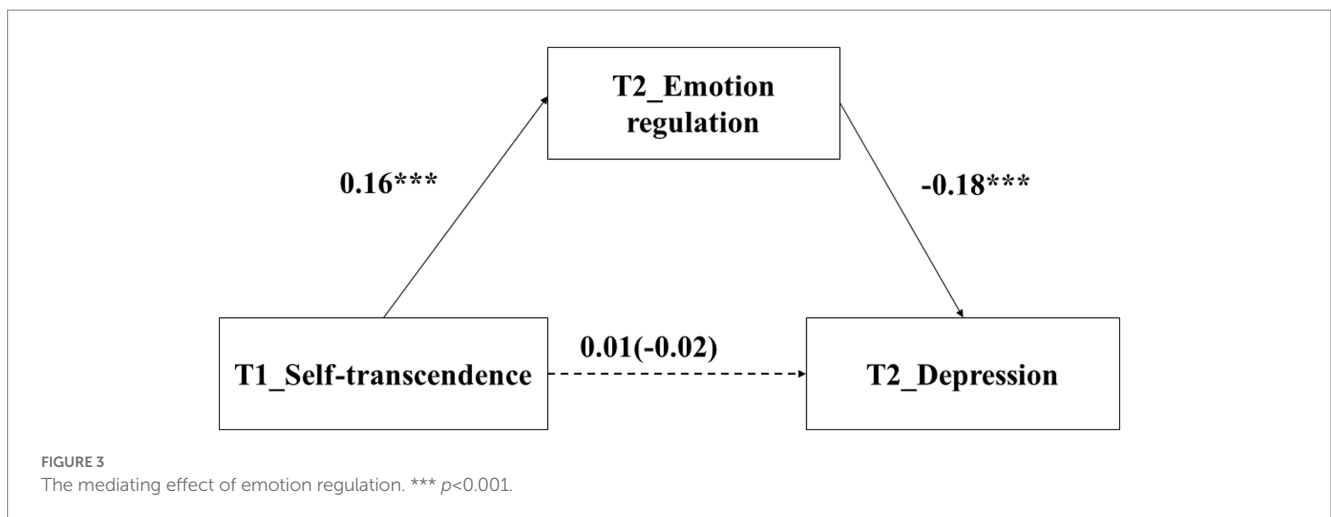 T2_Emotion
regulation
0.16***
-0.18***
0.01(-0.02)
T1_Self-transcendence
T2_Depression
FIGURE 3
The mediating effect of emotion regulation. *** p<0.001.